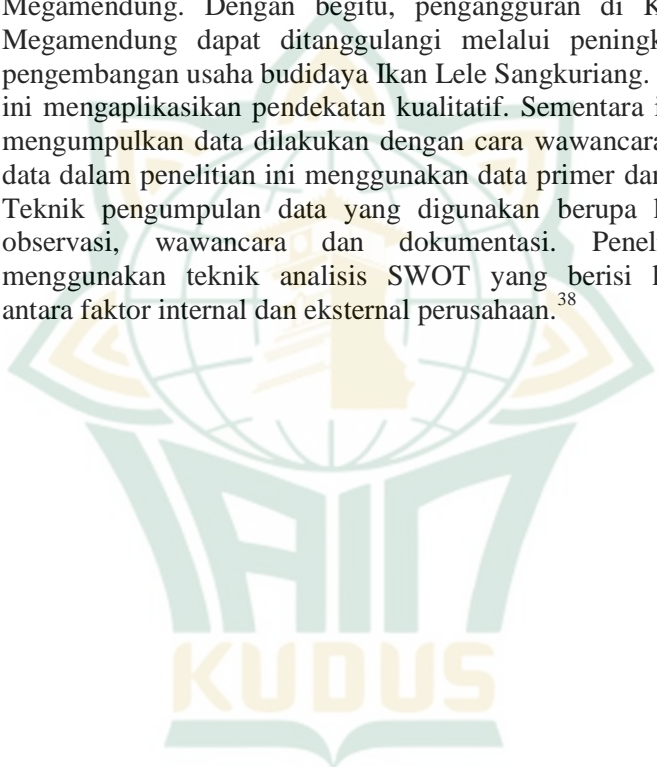 Megamendung. Dengan begitu, pengangguran di K
Megamendung dapat ditanggulangi melalui peningk
pengembangan usaha budidaya Ikan Lele Sangkuriang.
ini mengaplikasikan pendekatan kualitatif. Sementara i
mengumpulkan data dilakukan dengan cara wawancara
data dalam penelitian ini menggunakan data primer dan
Teknik pengumpulan data yang digunakan berupa
observasi, wawancara dan dokumentasi. Penel
menggunakan teknik analisis SWOT yang berisi
antara faktor internal dan eksternal perusahaan.38
IAIN
KUDUS